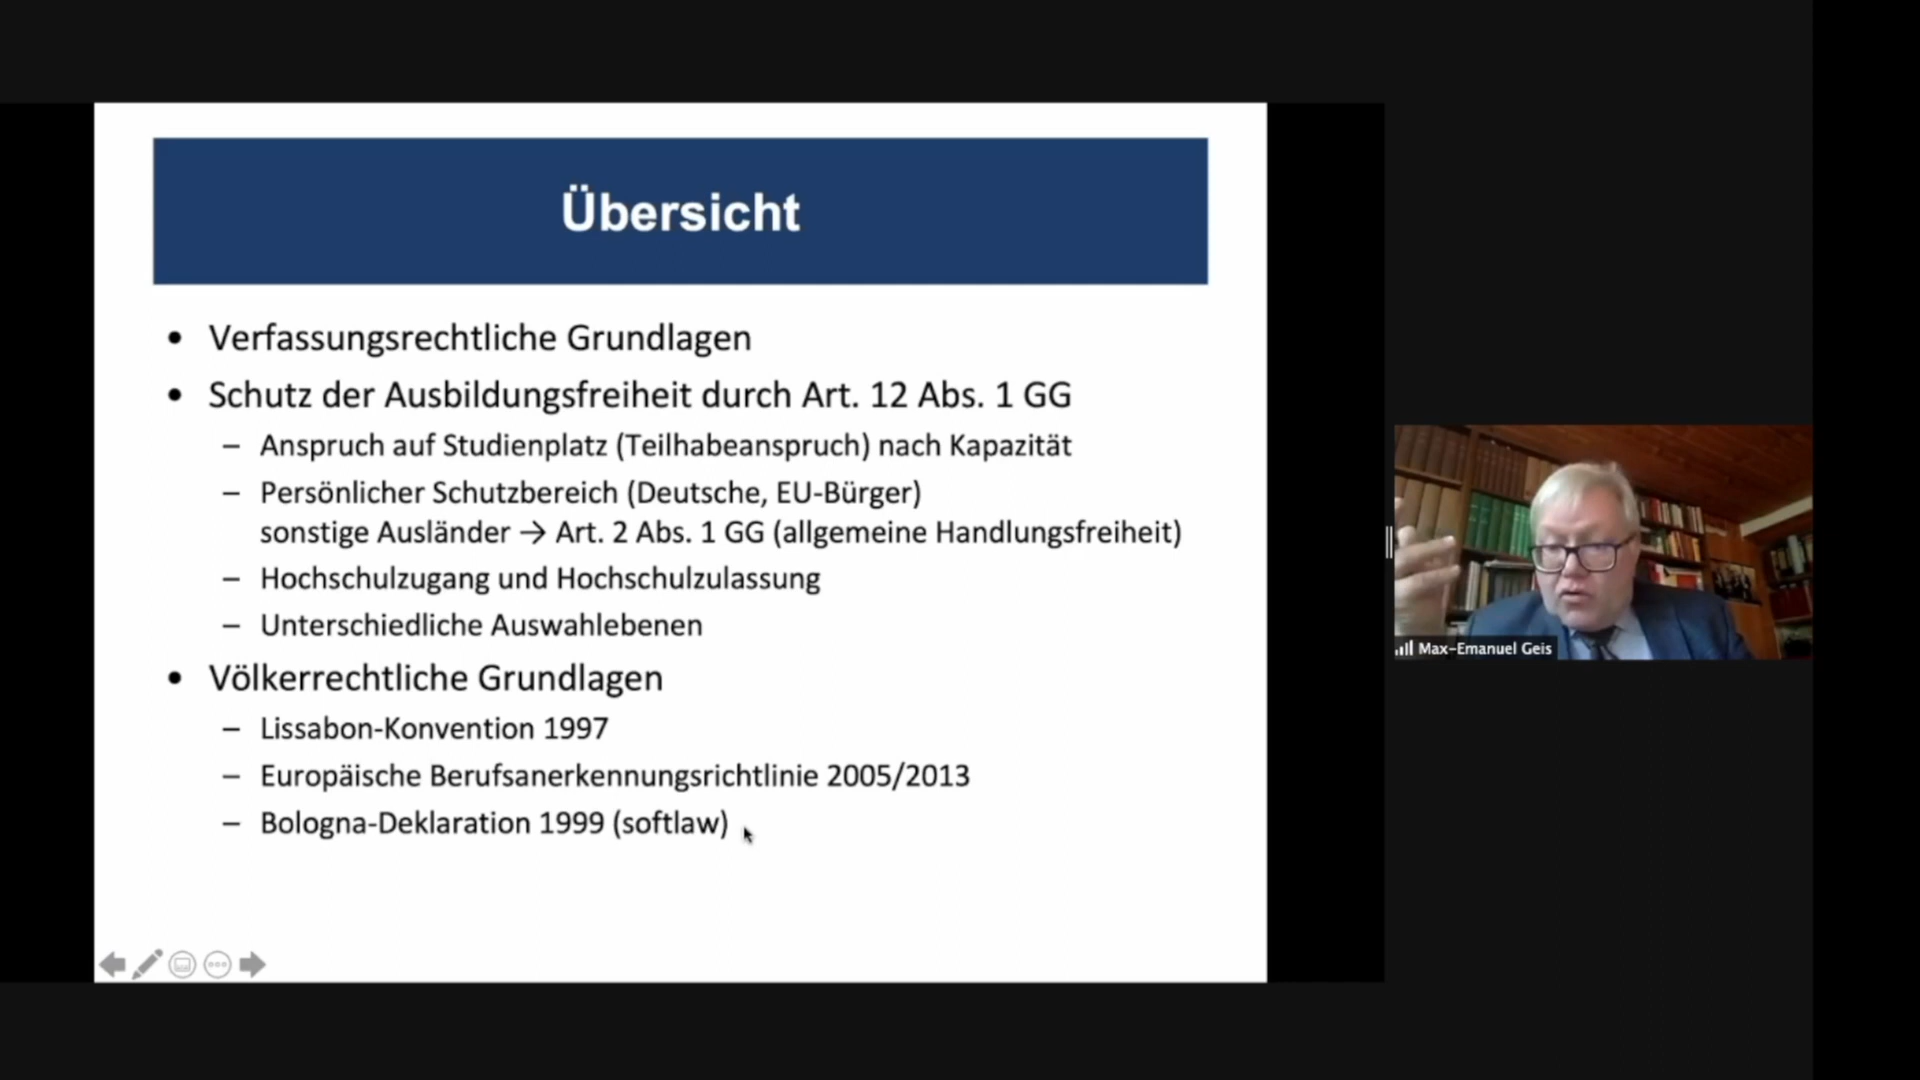 Übersicht
• Verfassungsrechtliche Grundlagen
• Schutz der Ausbildungsfreiheit durch Art. 12 Abs. 1 GG
– Anspruch auf Studienplatz (Teilhabeanspruch) nach Kapazität
– Persönlicher Schutzbereich (Deutsche, EU-Bürger)
sonstige Ausländer → Art. 2 Abs. 1 GG (allgemeine Handlungsfreiheit)
– Hochschulzugang und Hochschulzulassung
– Unterschiedliche Auswahlebenen
• Völkerrechtliche Grundlagen
– Lissabon-Konvention 1997
– Europäische Berufsanerkennungsrichtlinie 2005/2013
– Bologna-Deklaration 1999 (softlaw)
Max-Emanuel Geis